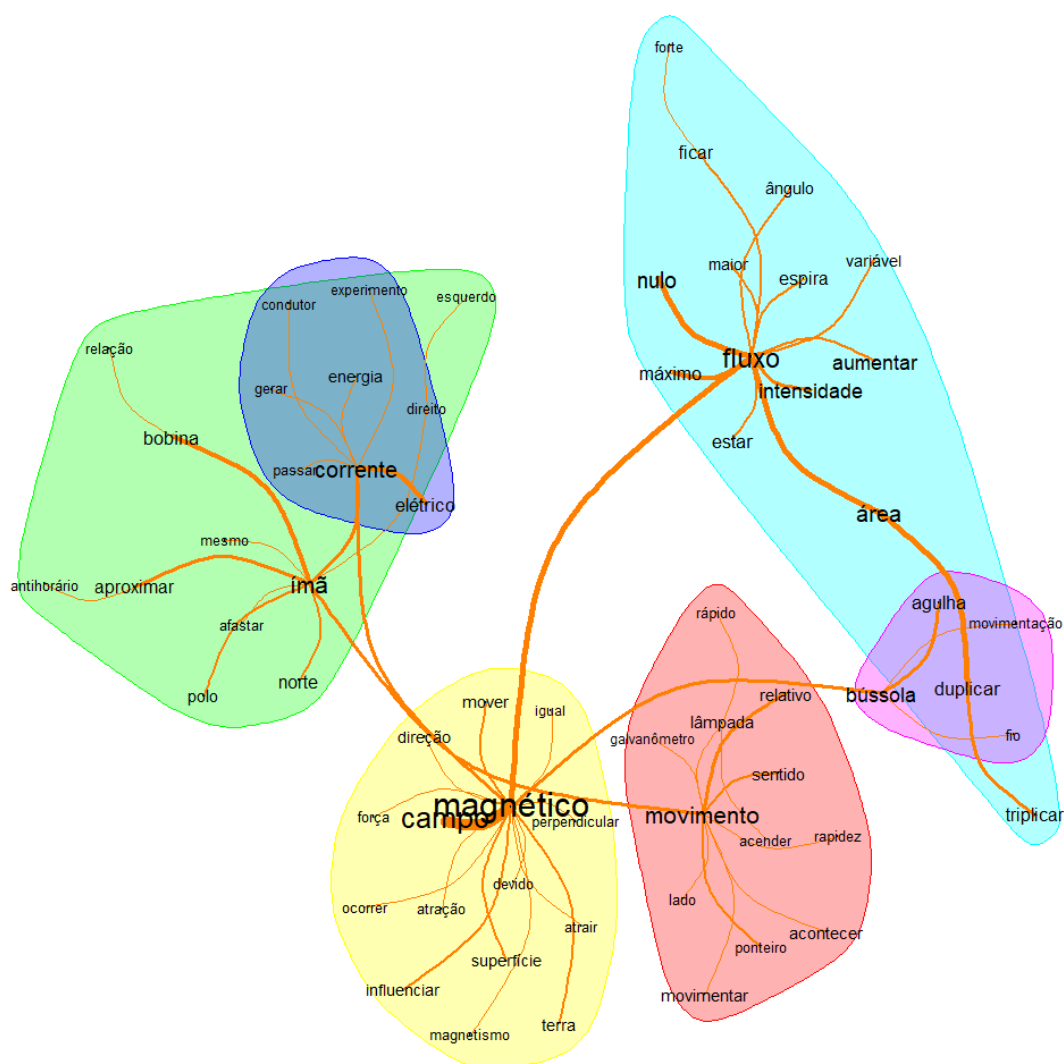 forte
ficar
ângulo
maior
variável
espira
nulo
fluxo
aumentar
máximo
intensidade
estar
área
condutor
experimento
esquerdo
relação
energia
gerar
direito
bobina
corrente
passar
elétrico
mesmo
antihorário
aproximar
ímã
afastar
polo
norte
agulha
movimentação
bússola
duplicar
fio
triplicar
rápido
relativo
lâmpada
galvanômetro
sentido
movimento
acender
rapidez
lado
ponteiro
acontecer
movimentar
mover
igual
direção
magnético
campo
força
perpendicular
devido
ocorrer
atração
atrair
superfície
influenciar
magnetismo
terra